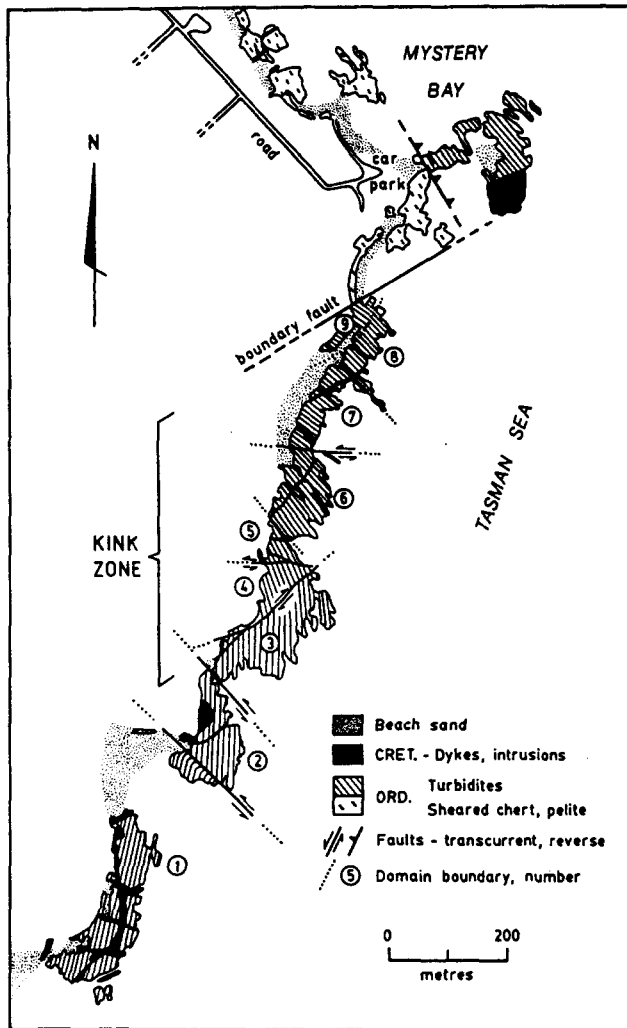 MYSTERY
BAY
N
road
car
park
boundary fault
9
8
7
TASMAN SEA
6
5
KINK
ZONE
4
3
2
1
Beach sand
CRET. - Dykes, intrusions
ORD. Turbidites
Sheared chert, pelite
Faults - transcurrent, reverse
5 Domain boundary, number
0 200
metres